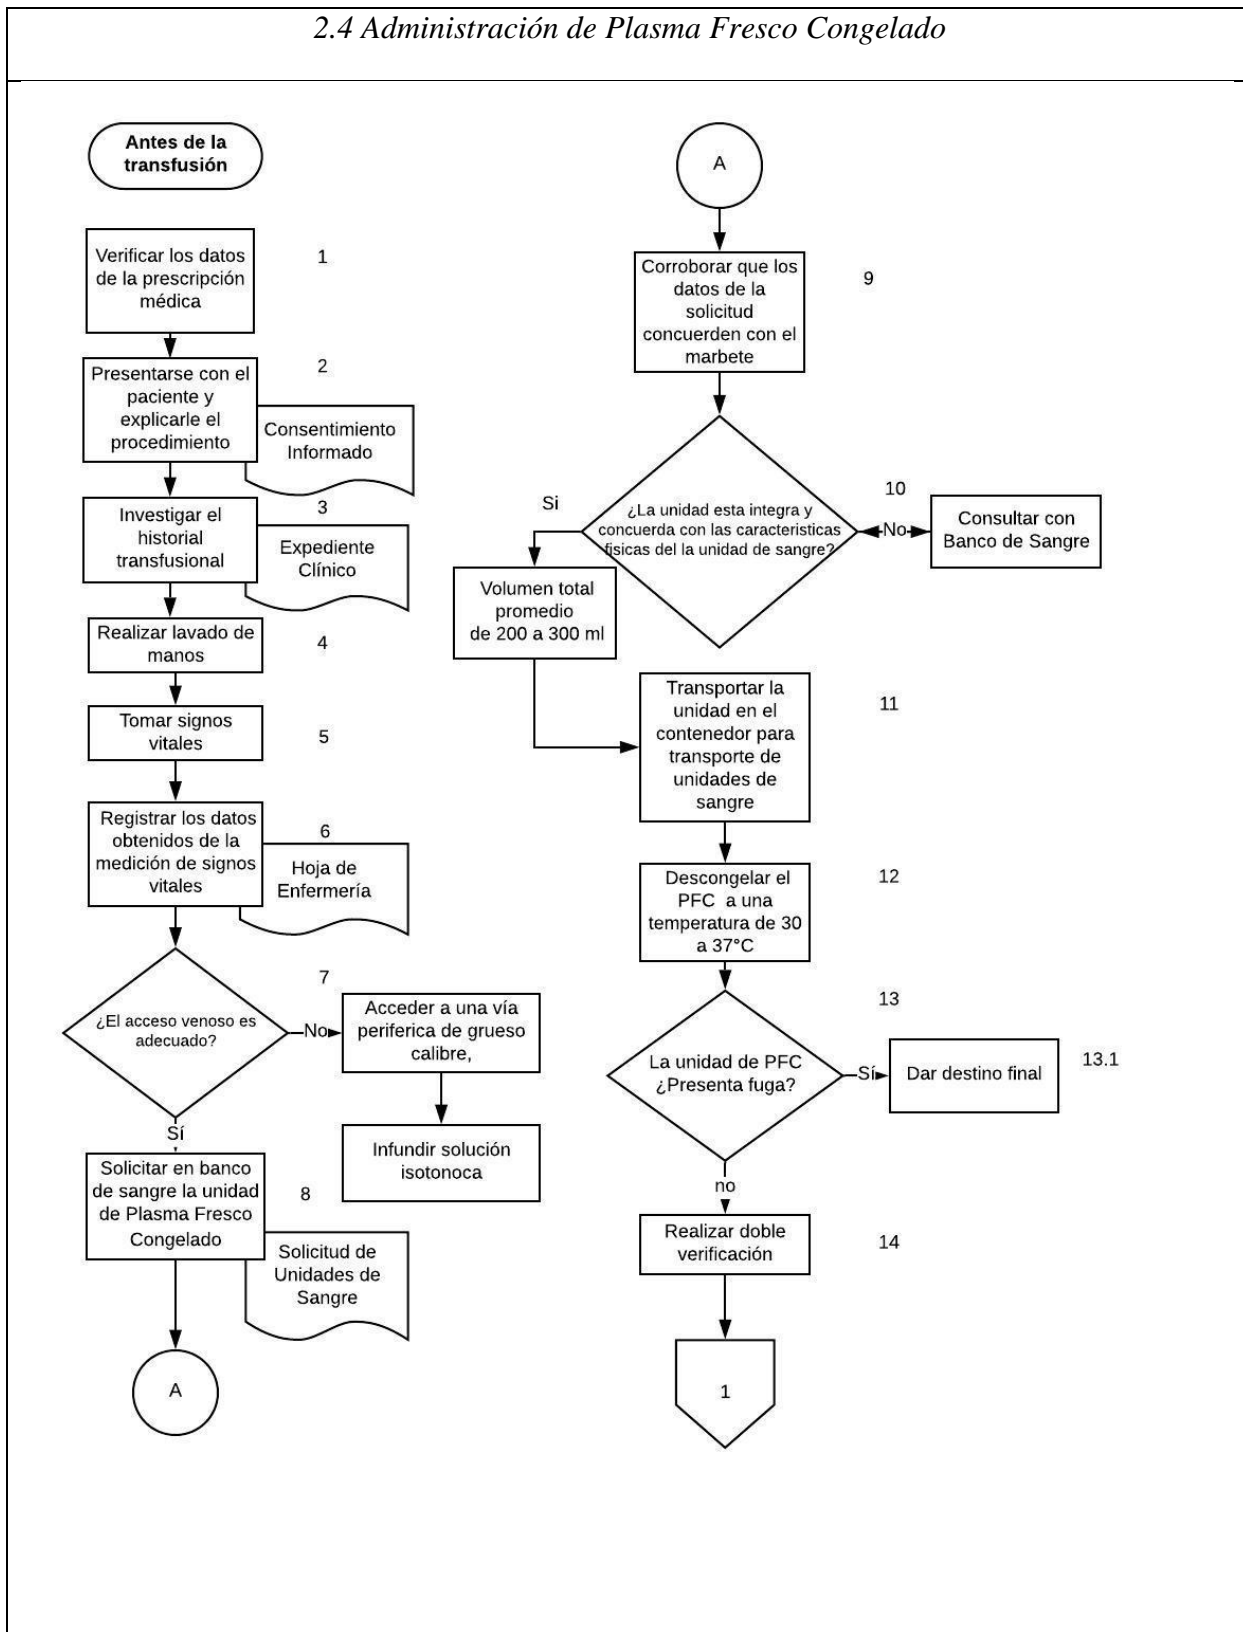 2.4 Administración de Plasma Fresco Congelado
Antes de la
transfusión
Verificar los datos
de la prescripción
médica
1
Presentarse con el
paciente y
explicarle el
procedimiento
2
Consentimiento
Informado
Investigar el
historial
transfusional
3
Expediente
Clínico
Realizar lavado de
manos
4
Tomar signos
vitales
5
Registrar los datos
obtenidos de la
medición de signos
vitales
6
Hoja de
Enfermería
¿El acceso venoso es
adecuado?
7
No
Acceder a una vía
periferica de grueso
calibre,
Infundir solución
isotonoca
Sí
Solicitar en banco
de sangre la unidad
de Plasma Fresco
Congelado
8
Solicitud de
Unidades de
Sangre
A
A
Corroborar que los
datos de la
solicitud
concuerden con el
marbete
9
¿La unidad esta integra y
concuerda con las caracteristicas
fisicas del la unidad de sangre?
10
No
Consultar con
Banco de Sangre
Si
Volumen total
promedio
de 200 a 300 ml
Transportar la
unidad en el
contenedor para
transporte de
unidades de
sangre
11
Descongelar el
PFC a una
temperatura de 30
a 37°C
12
La unidad de PFC
¿Presenta fuga?
13
Sí
Dar destino final
13.1
no
Realizar doble
verificación
14
1